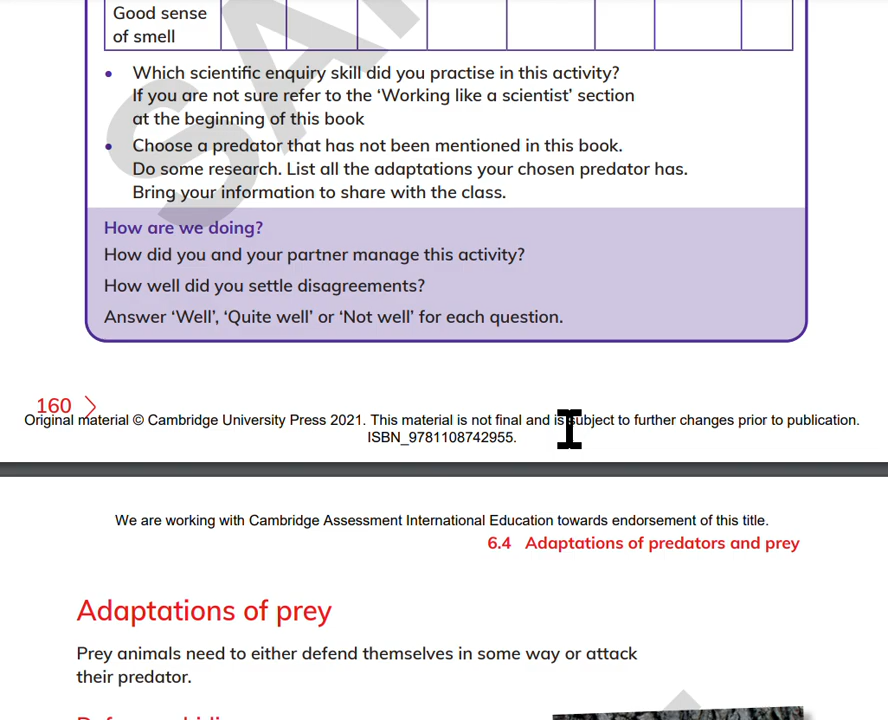 Good sense
of smell
• Which scientific enquiry skill did you practise in this activity?
If you are not sure refer to the ‘Working like a scientist’ section
at the beginning of this book
• Choose a predator that has not been mentioned in this book.
Do some research. List all the adaptations your chosen predator has.
Bring your information to share with the class.
How are we doing?
How did you and your partner manage this activity?
How well did you settle disagreements?
Answer ‘Well’, ‘Quite well’ or ‘Not well’ for each question.
160
Original material © Cambridge University Press 2021. This material is not final and is subject to further changes prior to publication.
ISBN_9781108742955.
We are working with Cambridge Assessment International Education towards endorsement of this title.
6.4 Adaptations of predators and prey
Adaptations of prey
Prey animals need to either defend themselves in some way or attack
their predator.